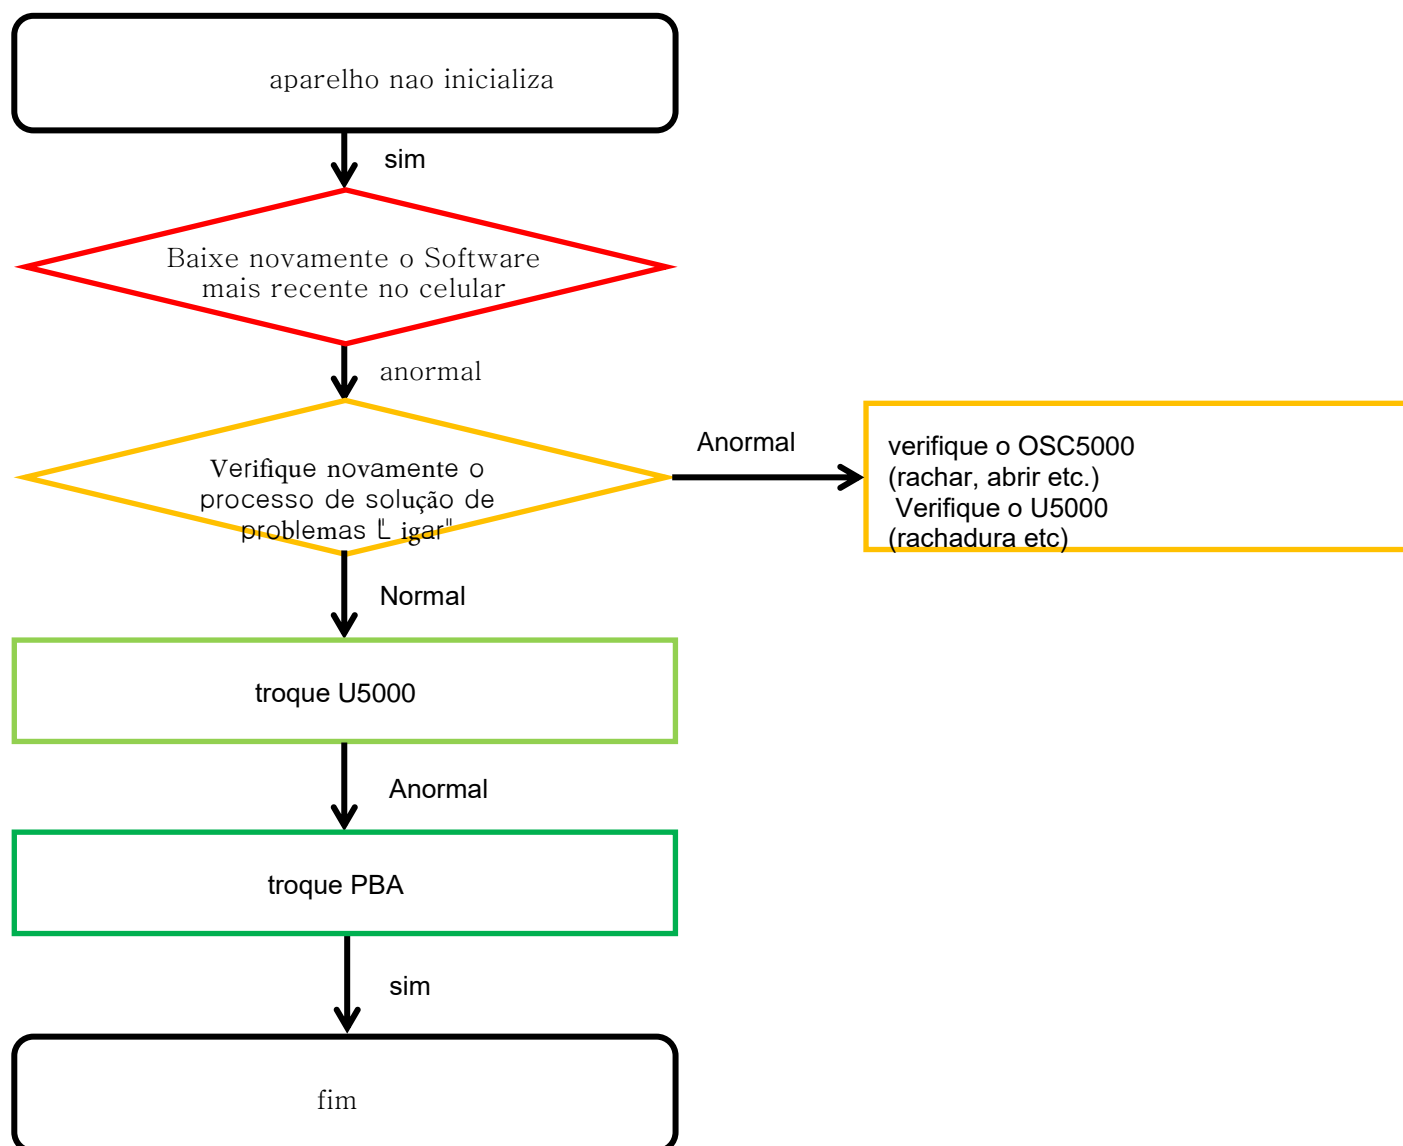 aparelho nao inicializa
sim
Baixe novamente o Software
mais recente no celular
anormal
Verifique novamente o
processo de solução de
problemas L" igar"
Anormal
verifique o OSC5000
(rachar, abrir etc.)
Verifique o U5000
(rachadura etc)
Normal
troque U5000
Anormal
troque PBA
sim
fim